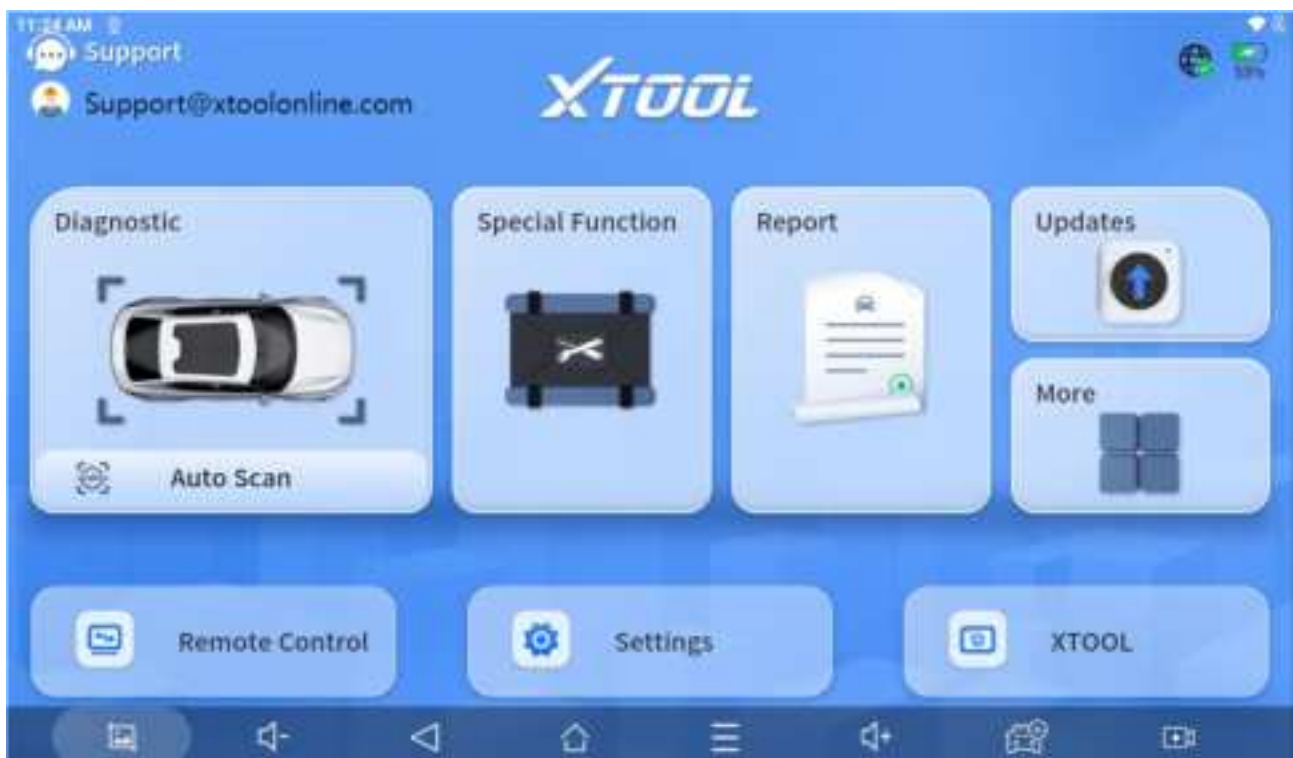 11:24 AM
Support
Support@xtoolonline.com
XTOOL
Diagnostic
Auto Scan
Special Function
Report
Updates
More
Remote Control
Settings
XTOOL